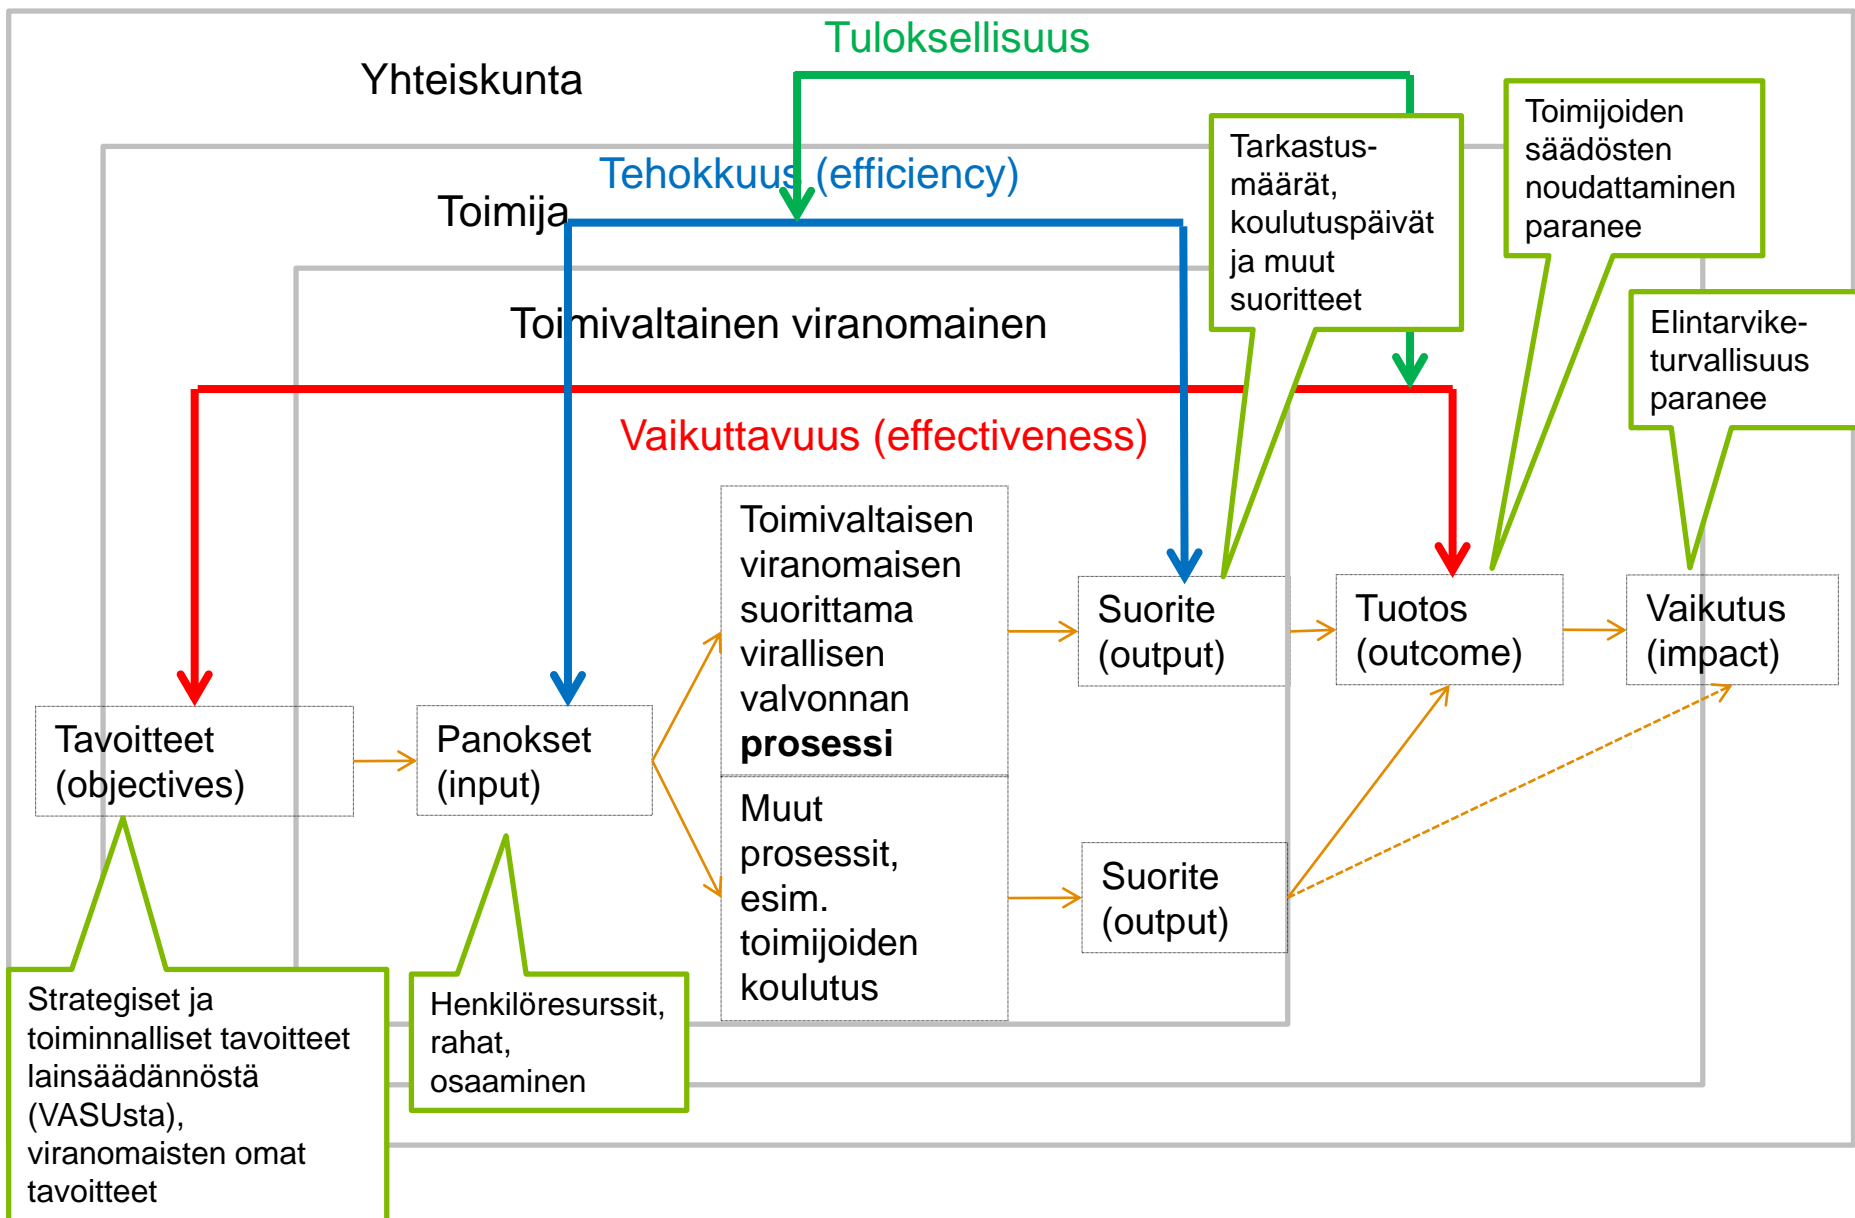 Tuloksellisuus
Yhteiskunta
Tehokkuus (efficiency)
Toimija
Toimivaltainen viranomainen
Vaikuttavuus (effectiveness)
Tarkastus-
määrät,
koulutuspäivät
ja muut
suoritteet
Toimijoiden
säädösten
noudattaminen
paranee
Elintarvike-
turvallisuus
paranee
Tavoitteet
(objectives)
Panokset
(input)
Toimivaltaisen
viranomaisen
suorittama
virallisen
valvonnan
prosessi
Muut
prosessit,
esim.
toimijoiden
koulutus
Suorite
(output)
Suorite
(output)
Tuotos
(outcome)
Vaikutus
(impact)
Strategiset ja
toiminnalliset tavoitteet
lainsäädännöstä
(VASUsta),
viranomaisten omat
tavoitteet
Henkilöresurssit,
rahat,
osaaminen